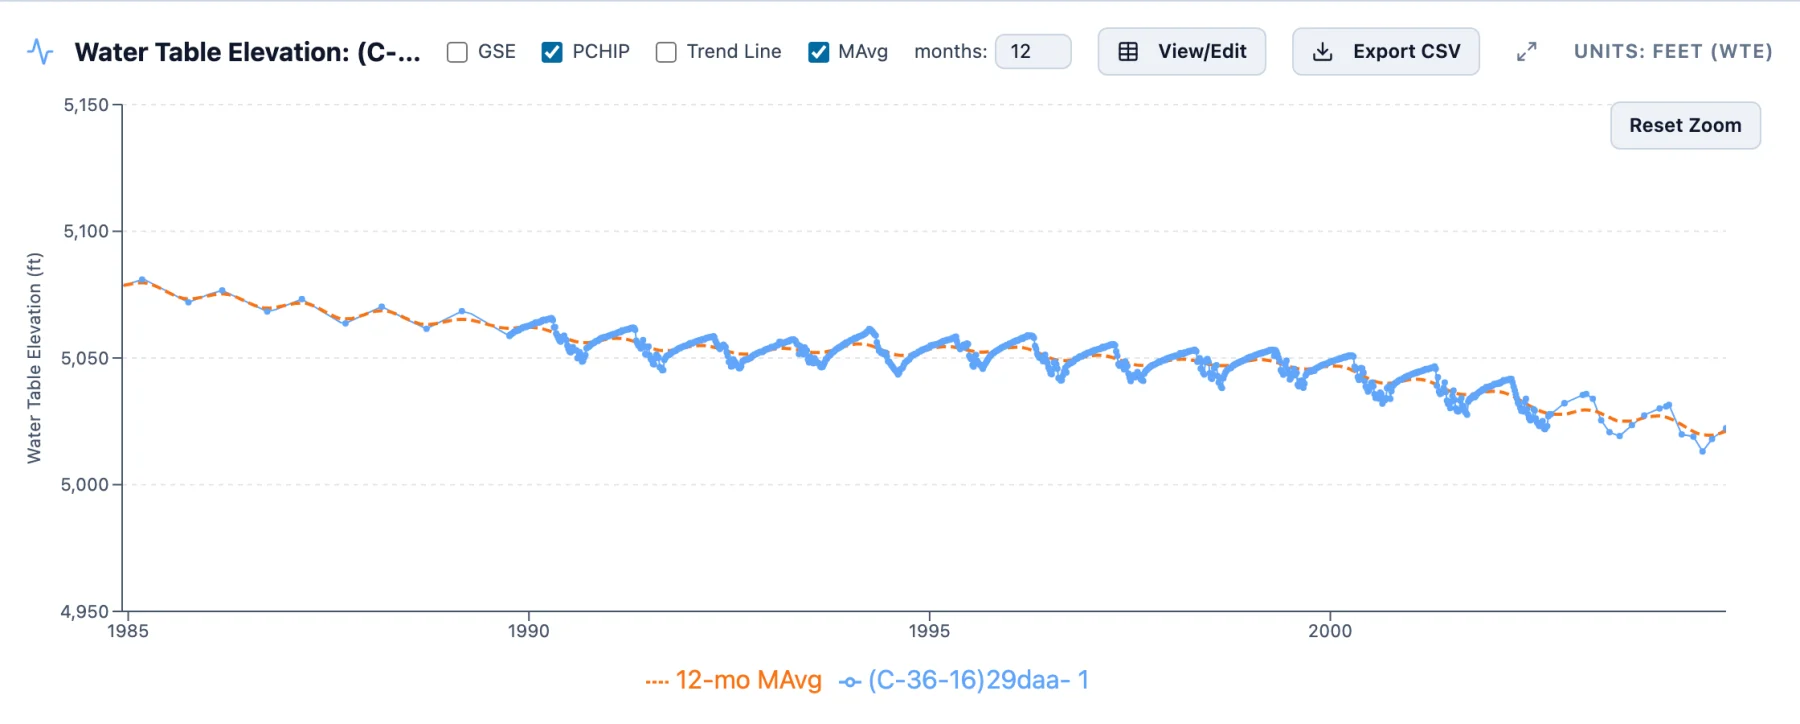 Water Table Elevation: (C-... GSE PCHIP Trend Line MAvg months: 12 View/Edit Export CSV UNITS: FEET (WTE)
Reset Zoom
Water Table Elevation (ft)
5,150
5,100
5,050
5,000
4,950
1985 1990 1995 2000
12-mo MAvg (C-36-16)29daa- 1